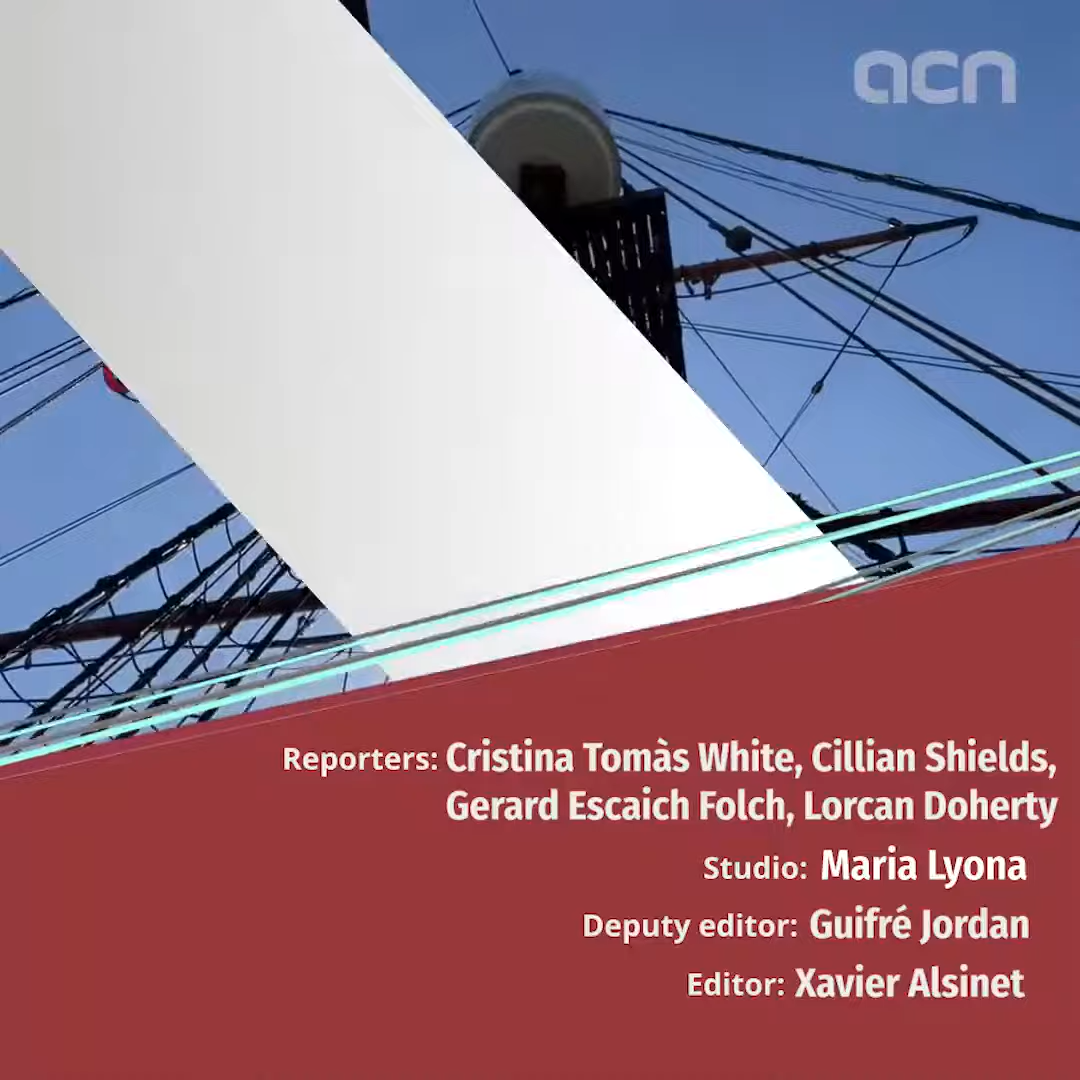 acn
Reporters: Cristina Tomàs White, Cillian Shields,
Gerard Escaich Folch, Lorcan Doherty
Studio: Maria Lyona
Deputy editor: Guifré Jordan
Editor: Xavier Alsinet